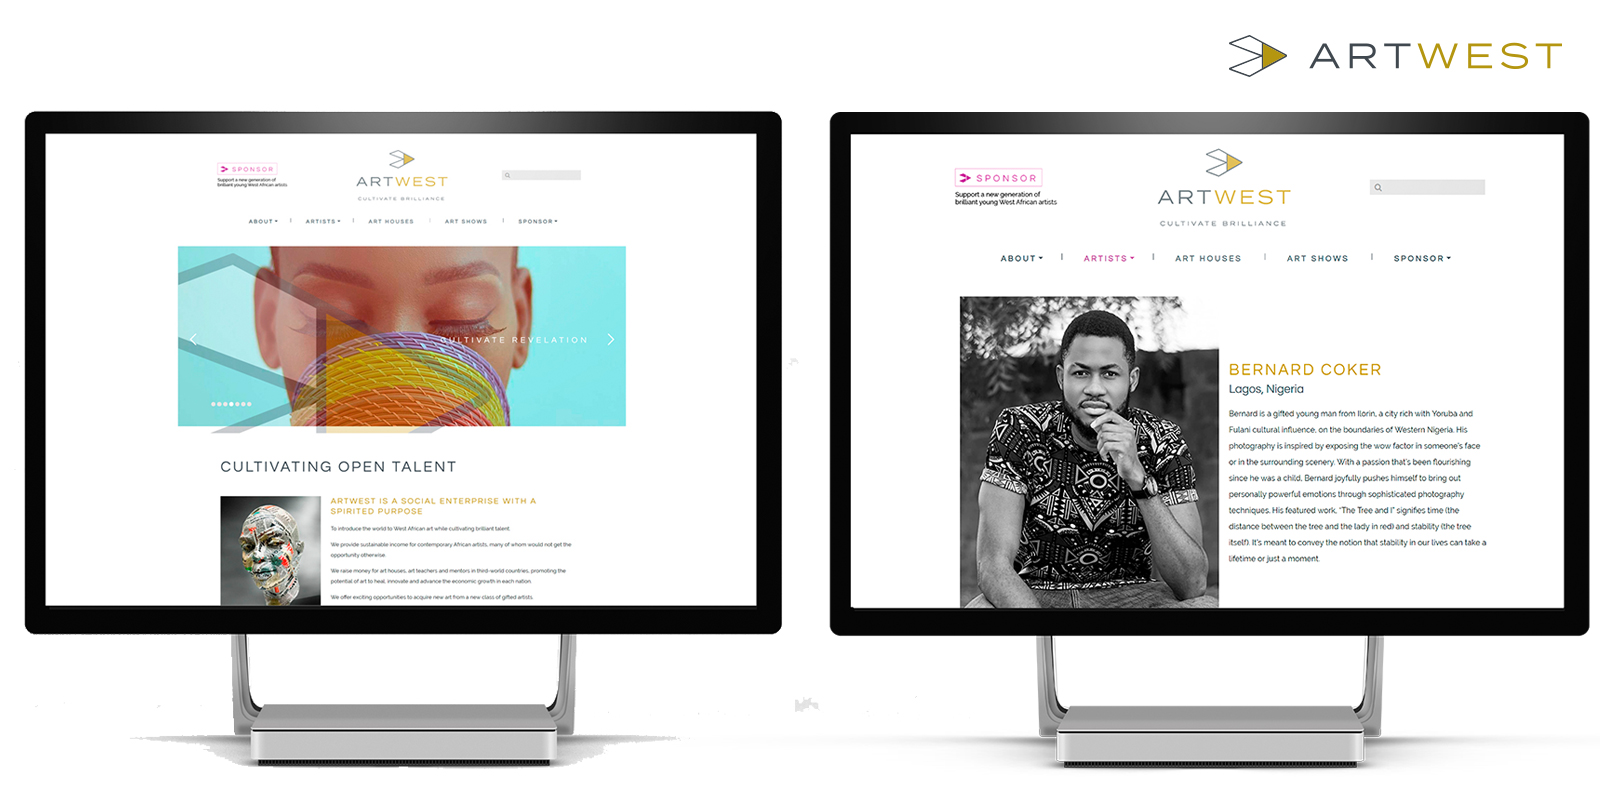 ARTWEST
SPONSOR
Support a new generation of
brilliant young West African artists
ARTWEST
CULTIVATE BRILLIANCE
ABOUT
ARTISTS
ART HOUSES
ART SHOWS
SPONSOR
CULTIVATE REVELATION
CULTIVATING OPEN TALENT
ARTWEST IS A SOCIAL ENTERPRISE WITH A
SPIRITED PURPOSE
To introduce the world to West African art while cultivating brilliant talent.
We provide sustainable income for contemporary African artists, many of whom would not get the
opportunity otherwise.
We raise money for art houses, art teachers and mentors in third-world countries, promoting the
potential of art to heal, innovate and advance the economic growth in each nation.
We offer exciting opportunities to acquire new art from a new class of gifted artists.
SPONSOR
Support a new generation of
brilliant young West African artists
ARTWEST
CULTIVATE BRILLIANCE
ABOUT
ARTISTS
ART HOUSES
ART SHOWS
SPONSOR
BERNARD COKER
Lagos, Nigeria
Bernard is a gifted young man from Ilorin, a city rich with Yoruba and
Fulani cultural influence, on the boundaries of Western Nigeria. His
photography is inspired by exposing the wow factor in someone's face
or in the surrounding scenery. With a passion that's been flourishing
since he was a child, Bernard joyfully pushes himself to bring out
personally powerful emotions through sophisticated photography
techniques. His featured work, "The Tree and I" signifies time (the
distance between the tree and the lady in red) and stability (the tree
itself). It's meant to convey the notion that stability in our lives can take a
lifetime or just a moment.